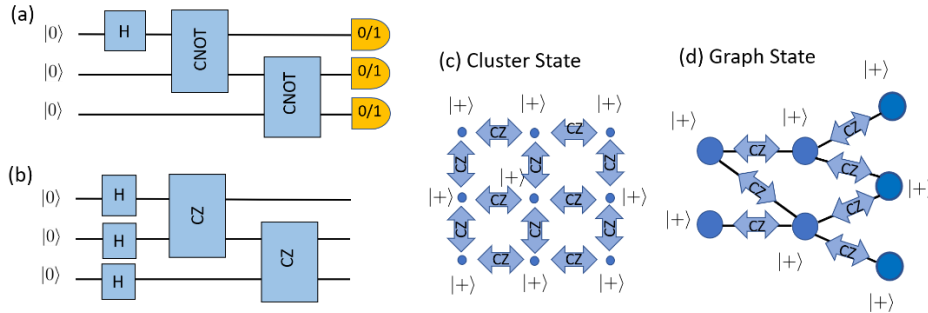 (a)
|0⟩ H CNOT 0/1
|0⟩ CNOT 0/1
|0⟩ 0/1
(b)
|0⟩ H CZ
|0⟩ H CZ
|0⟩ H
(c) Cluster State
|+⟩ |+⟩ |+⟩
CZ CZ
CZ CZ CZ
|+⟩ |+⟩ |+⟩
CZ CZ
CZ CZ CZ
CZ CZ
|+⟩ |+⟩ |+⟩
(d) Graph State
|+⟩
|+⟩ |+⟩
CZ
CZ CZ
CZ
|+⟩
|+⟩ CZ
CZ CZ
|+⟩
|+⟩